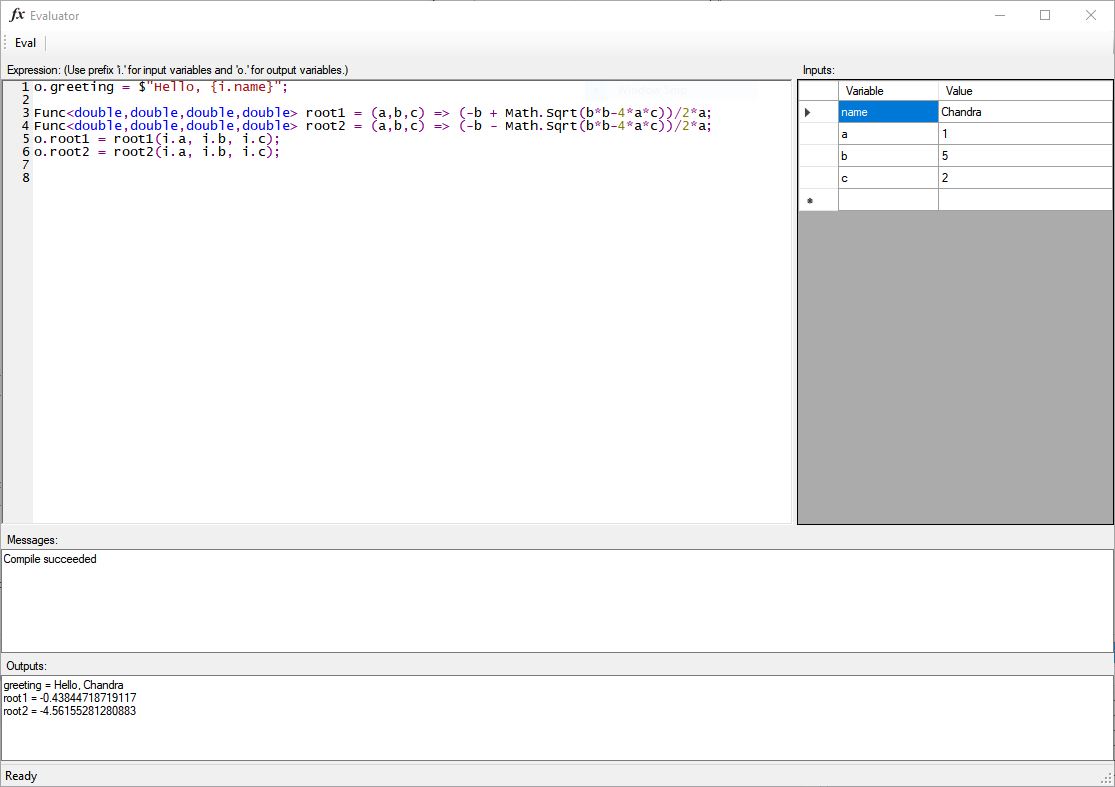 fx Evaluator
Eval
Expression: (Use prefix 'i.' for input variables and 'o.' for output variables.)
1 o.greeting = $"Hello, {i.name}";
2
3 Func<double,double,double,double> root1 = (a,b,c) => (-b + Math.Sqrt(b*b-4*a*c))/2*a;
4 Func<double,double,double,double> root2 = (a,b,c) => (-b - Math.Sqrt(b*b-4*a*c))/2*a;
5 o.root1 = root1(i.a, i.b, i.c);
6 o.root2 = root2(i.a, i.b, i.c);
7
8
Inputs:
Variable Value
name Chandra
a 1
b 5
c 2
Messages:
Compile succeeded
Outputs:
greeting = Hello, Chandra
root1 = -0.43844718719117
root2 = -4.56155281280883
Ready